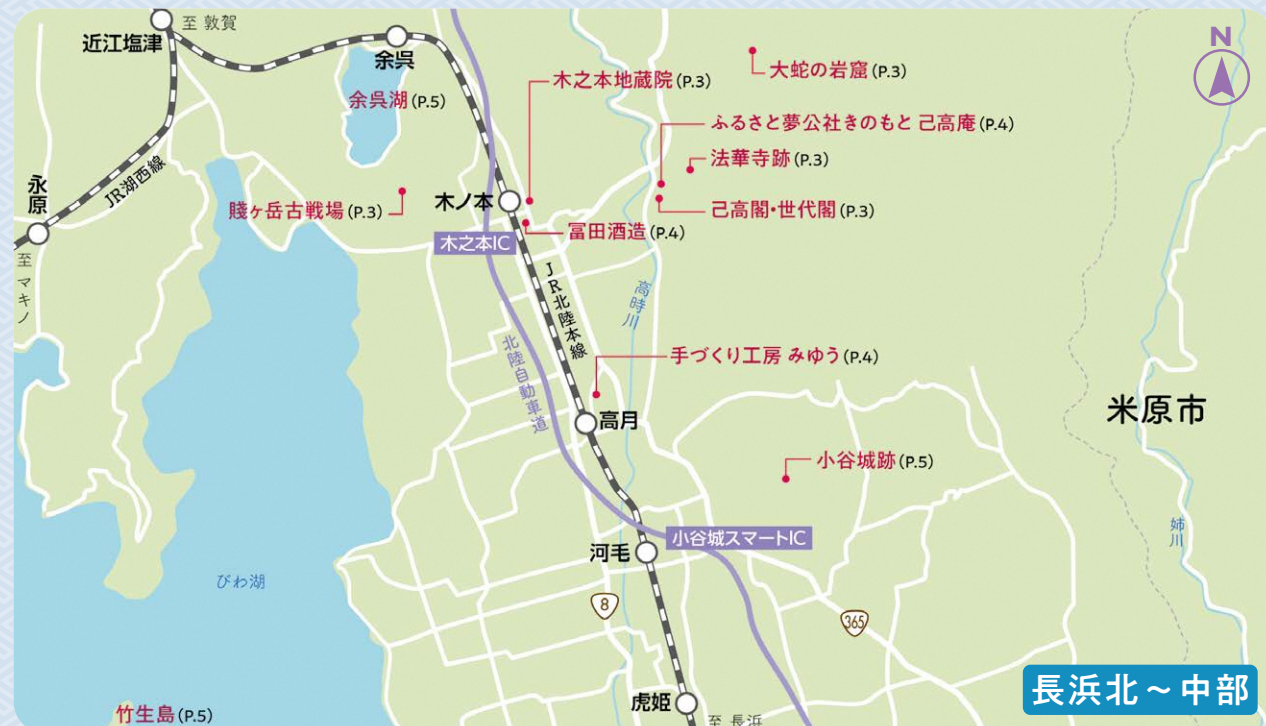 至 敦賀
近江塩津
余呉
余呉湖 (P.5)
木之本地蔵院 (P.3)
大蛇の岩窟 (P.3)
N
ふるさと夢公社きのもと 己高庵 (P.4)
法華寺跡 (P.3)
己高閣・世代閣 (P.3)
JR湖西線
永原
至 マキノ
賤ヶ岳古戦場 (P.3)
木ノ本
冨田酒造 (P.4)
木之本IC
JR北陸本線
高時川
北陸自動車道
手づくり工房 みゆう (P.4)
高月
米原市
小谷城跡 (P.5)
小谷城スマートIC
姉川
河毛
びわ湖
8
365
虎姫
至 長浜
竹生島 (P.5)
長浜北～中部